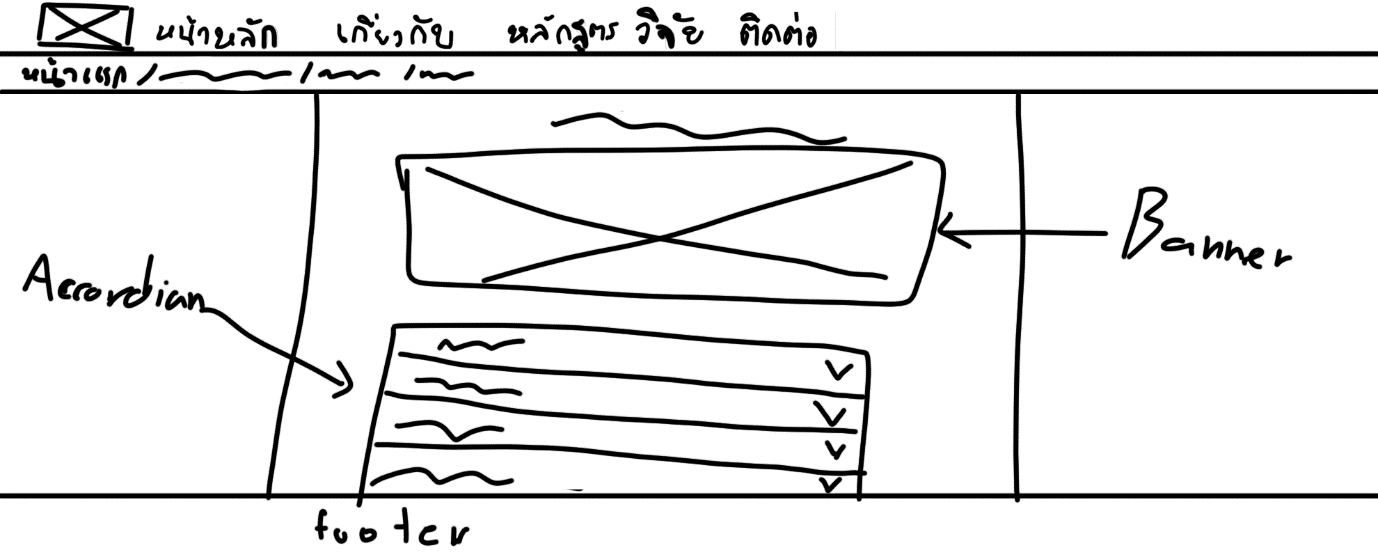 หน้าหลัก เกี่ยวกับ หลักสูตร วิจัย ติดต่อ
หน้าแรก / / /
Banner
Accordian
footer